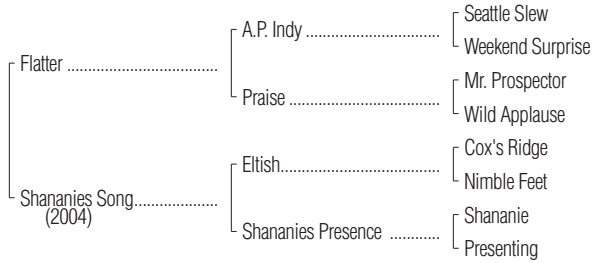 Seattle Slew
A.P. Indy ................................
Weekend Surprise
Flatter ....................................
Mr. Prospector
Praise ....................................
Wild Applause
Cox's Ridge
Eltish......................................
Nimble Feet
Shananies Song....................
(2004)
Shananie
Shananies Presence ............
Presenting